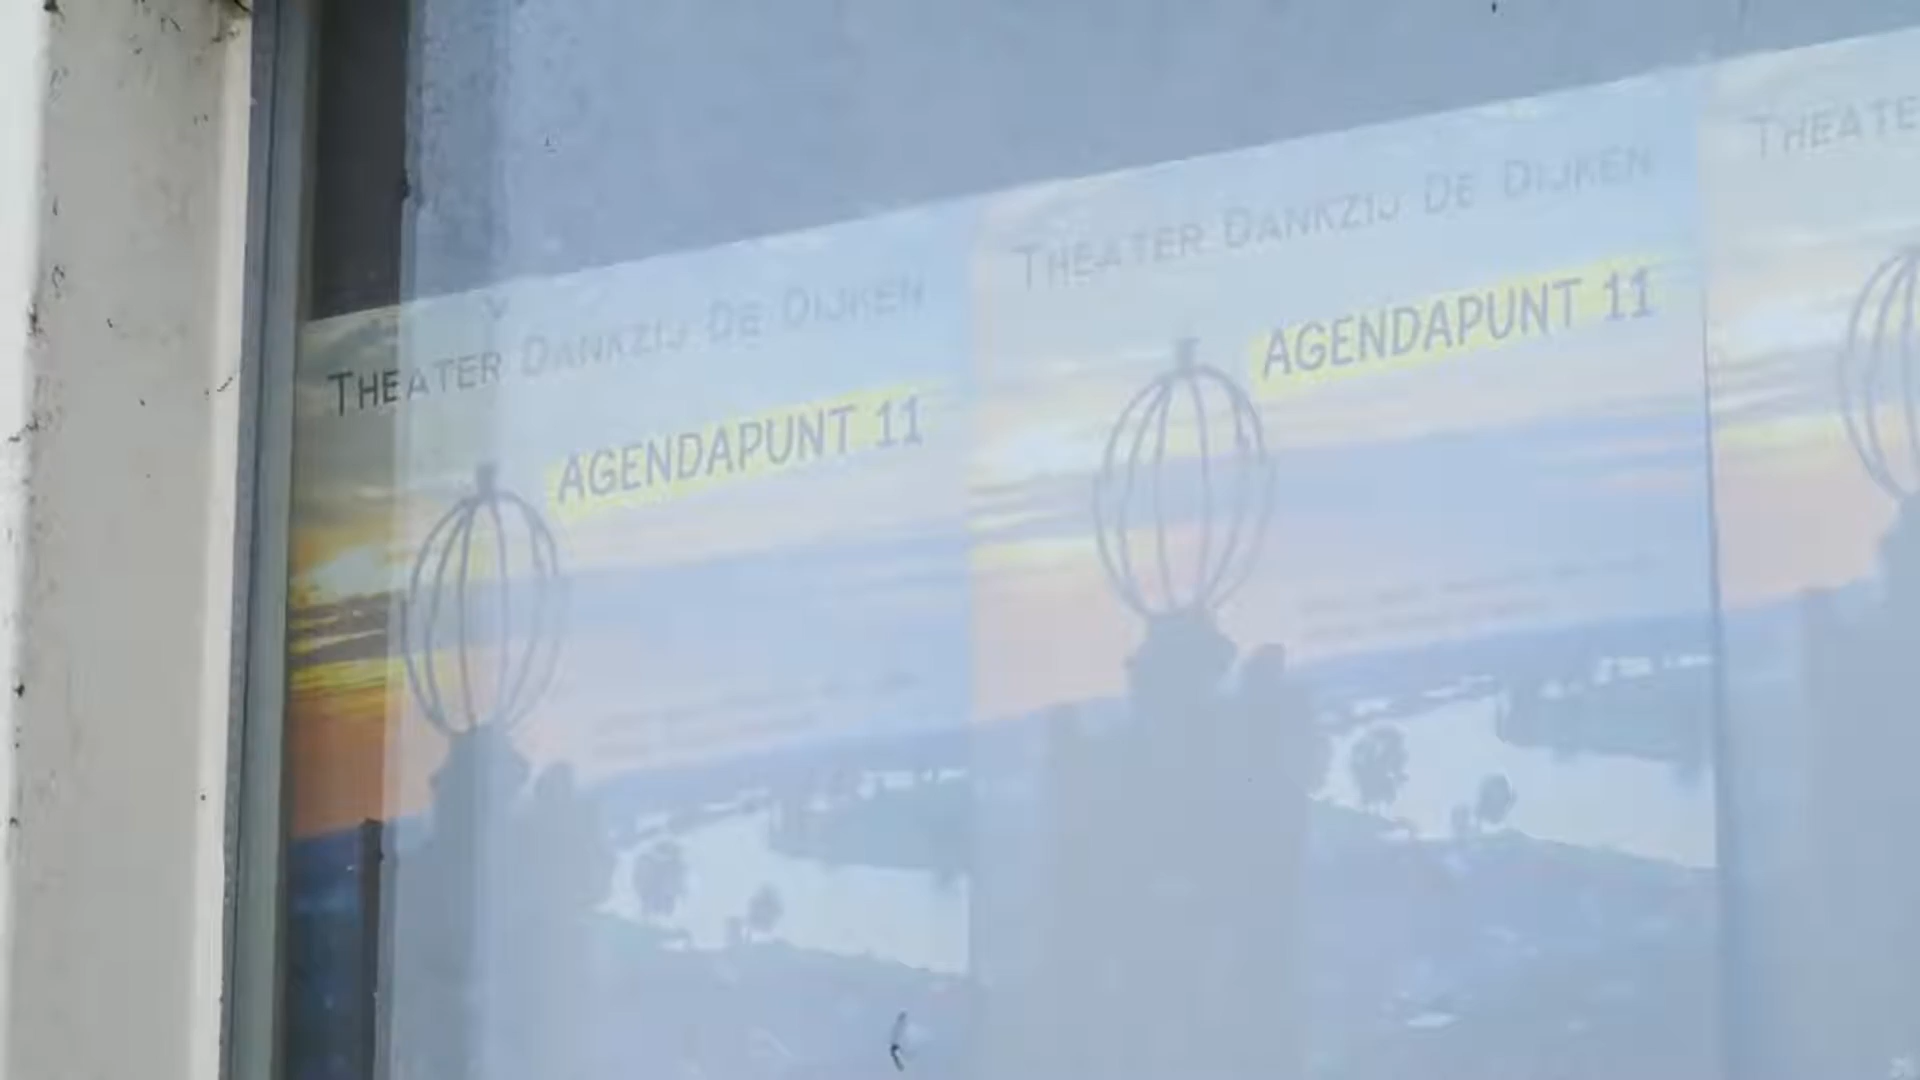 THEATER DANKZIJ DE DIJKEN
AGENDAPUNT 11
THEATER DANKZIJ DE DIJKEN
AGENDAPUNT 11
THEATE